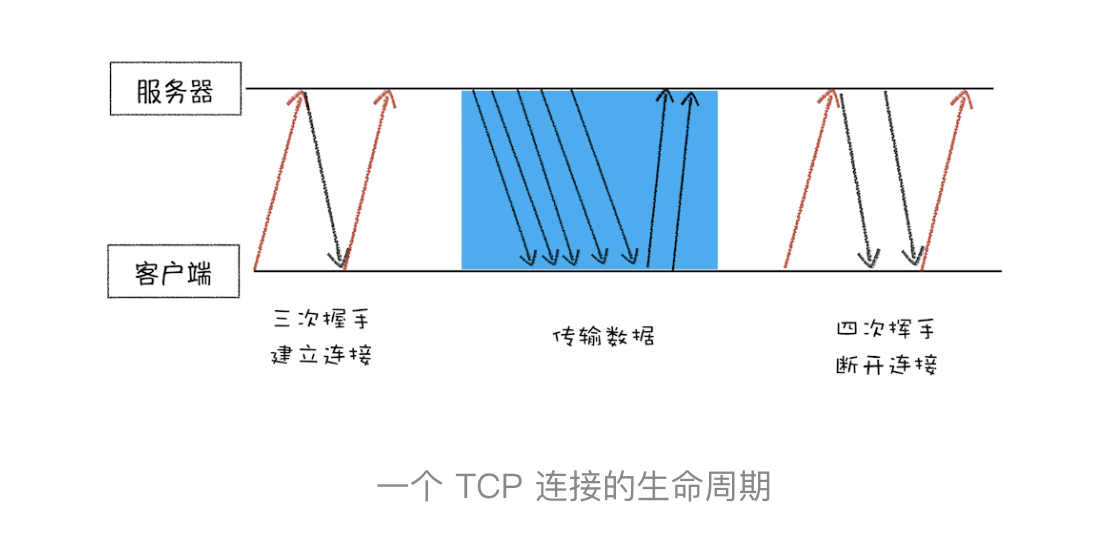 服务器
客户端
三次握手
建立连接
传输数据
四次挥手
断开连接
一个 TCP 连接的生命周期